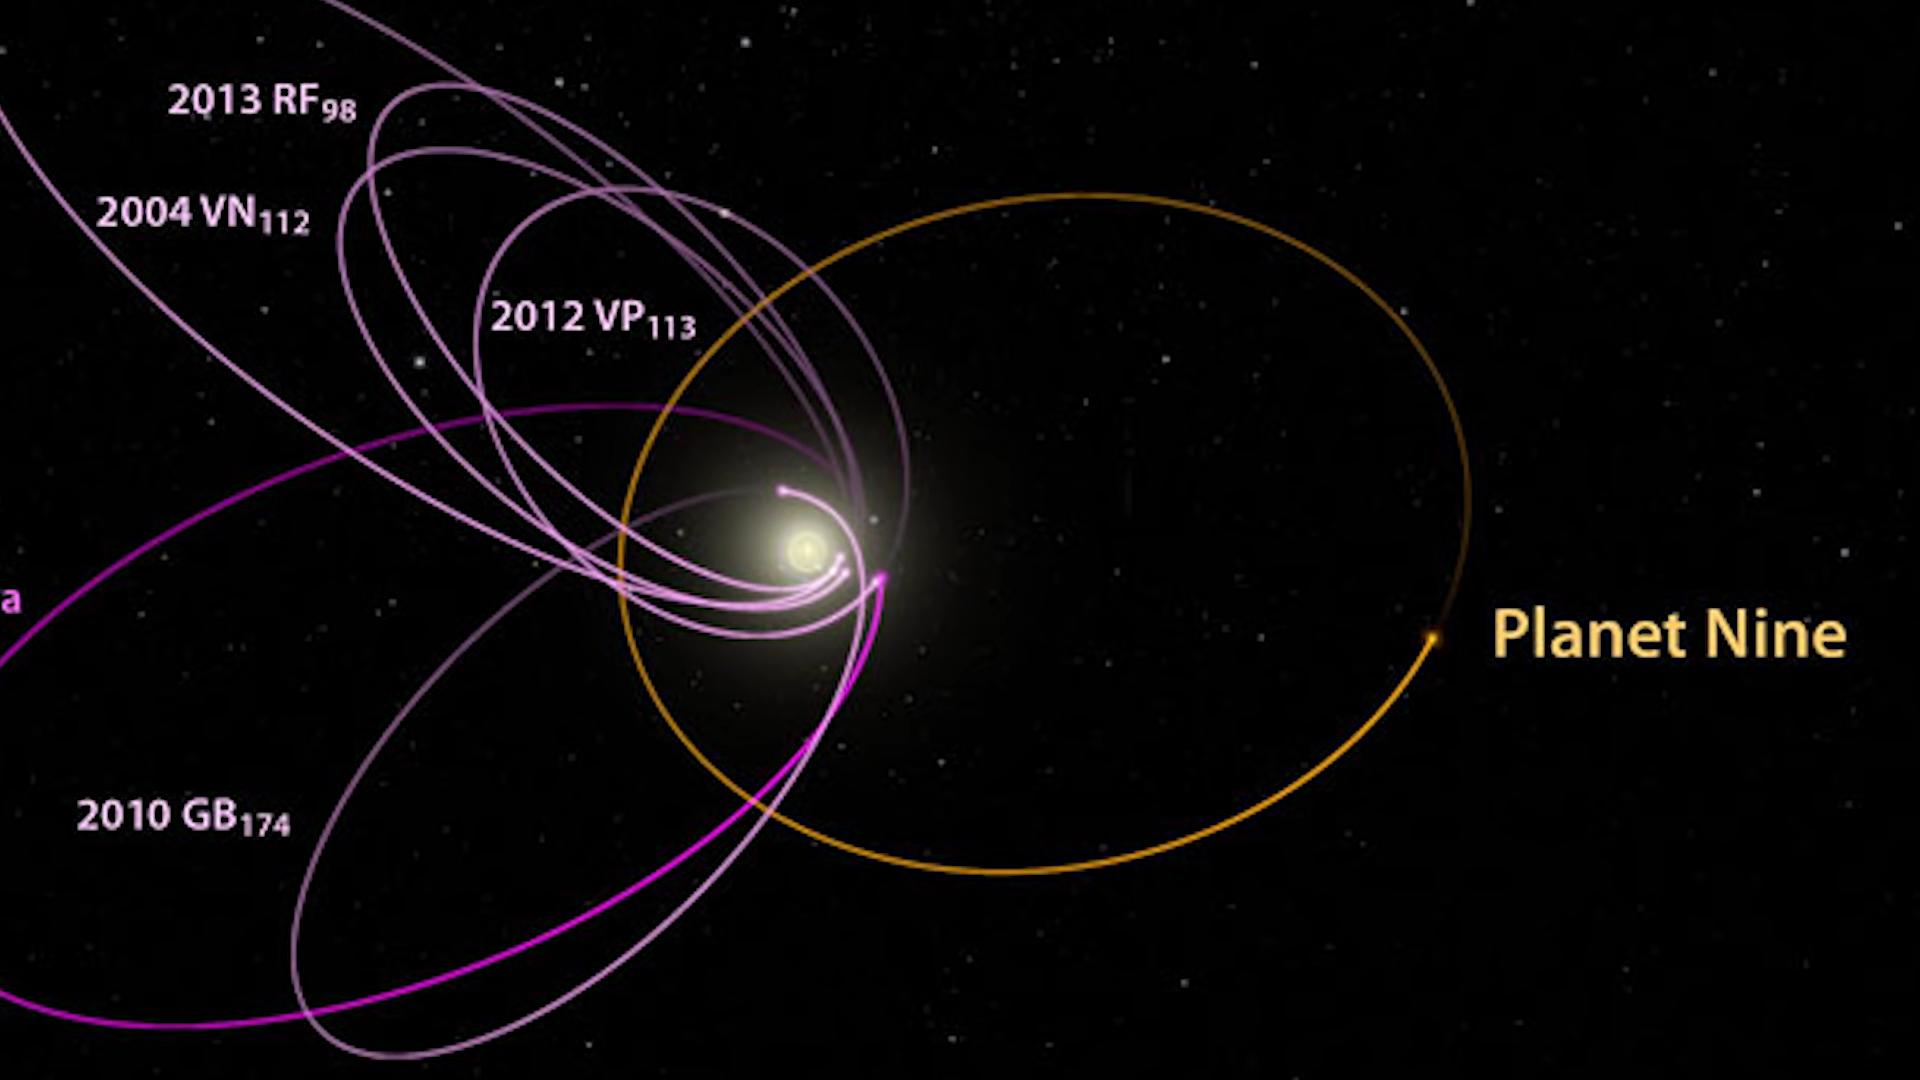 2013 RF₉₈
2004 VN₁₁₂
2012 VP₁₁₃
a
Planet Nine
2010 GB₁₇₄